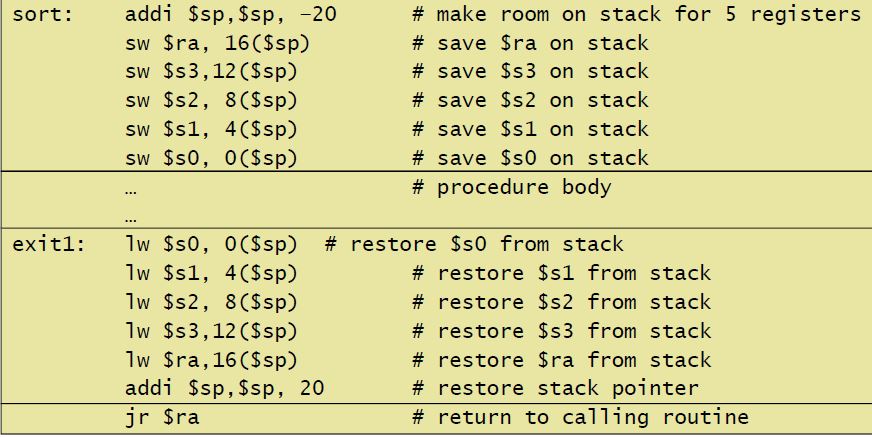 sort: addi $sp,$sp, –20 # make room on stack for 5 registers
sw $ra, 16($sp) # save $ra on stack
sw $s3,12($sp) # save $s3 on stack
sw $s2, 8($sp) # save $s2 on stack
sw $s1, 4($sp) # save $s1 on stack
sw $s0, 0($sp) # save $s0 on stack
… # procedure body
…
exit1: lw $s0, 0($sp) # restore $s0 from stack
lw $s1, 4($sp) # restore $s1 from stack
lw $s2, 8($sp) # restore $s2 from stack
lw $s3,12($sp) # restore $s3 from stack
lw $ra,16($sp) # restore $ra from stack
addi $sp,$sp, 20 # restore stack pointer
jr $ra # return to calling routine